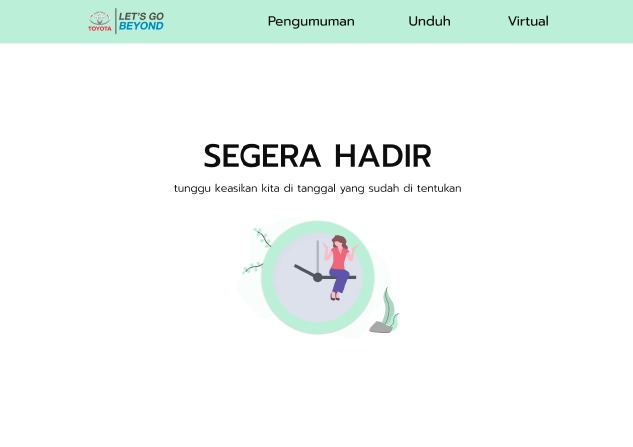 TOYOTA
LET'S GO
BEYOND
Pengumuman
Unduh
Virtual
SEGERA HADIR
tunggu keasikan kita di tanggal yang sudah di tentukan